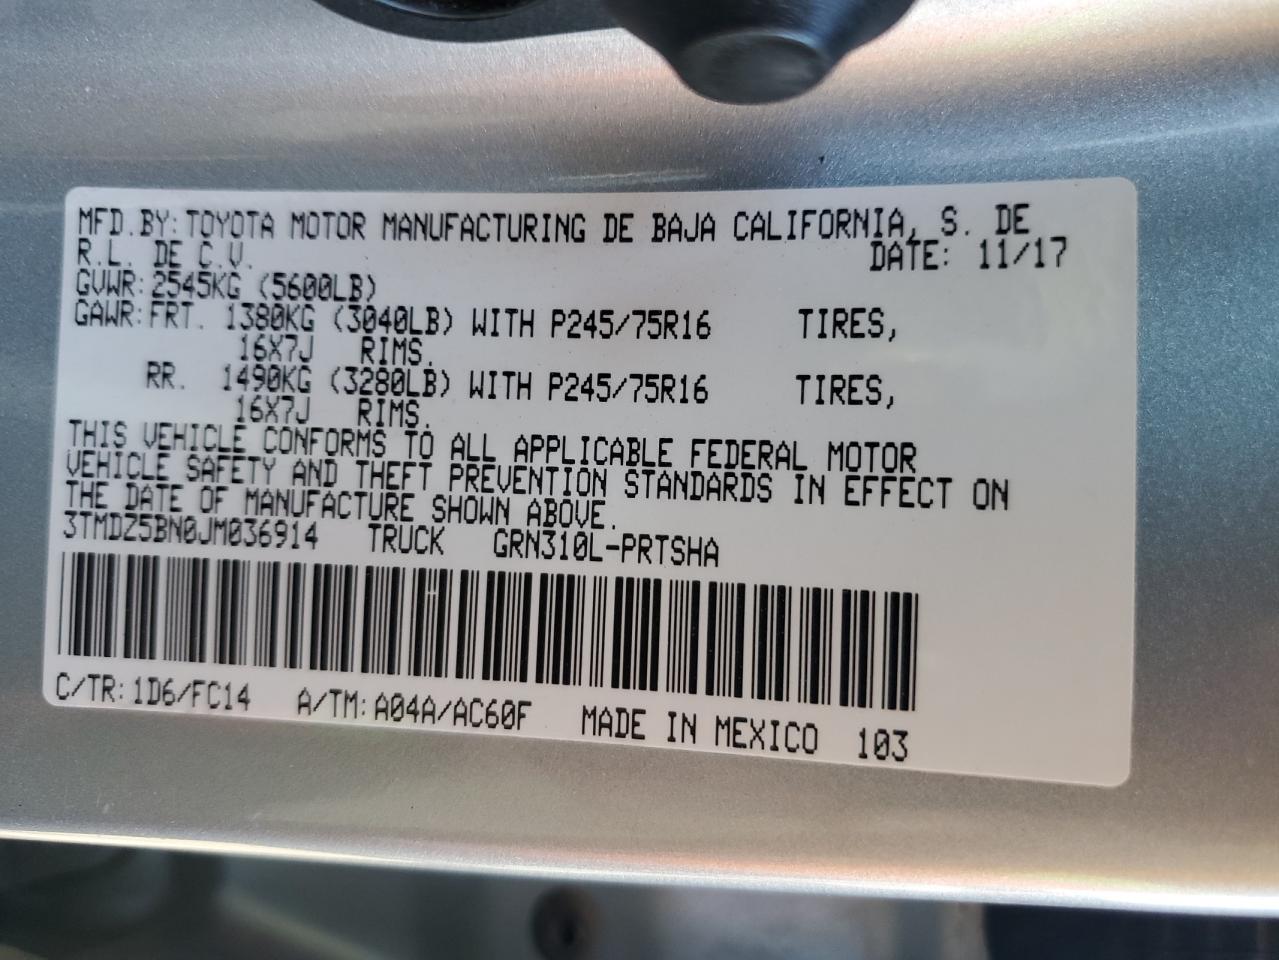 MFD.BY:TOYOTA MOTOR MANUFACTURING DE BAJA CALIFORNIA, S. DE
R.L. DE C.V. DATE: 11/17
GVWR:2545KG (5600LB)
GAWR:FRT. 1380KG (3040LB) WITH P245/75R16 TIRES,
16X7J RIMS.
RR. 1490KG (3280LB) WITH P245/75R16 TIRES,
16X7J RIMS.
THIS VEHICLE CONFORMS TO ALL APPLICABLE FEDERAL MOTOR
VEHICLE SAFETY AND THEFT PREVENTION STANDARDS IN EFFECT ON
THE DATE OF MANUFACTURE SHOWN ABOVE.
3TMDZ5BN0JM036914 TRUCK GRN310L-PRTSHA
C/TR:1D6/FC14 A/TM:A04A/AC60F MADE IN MEXICO 103